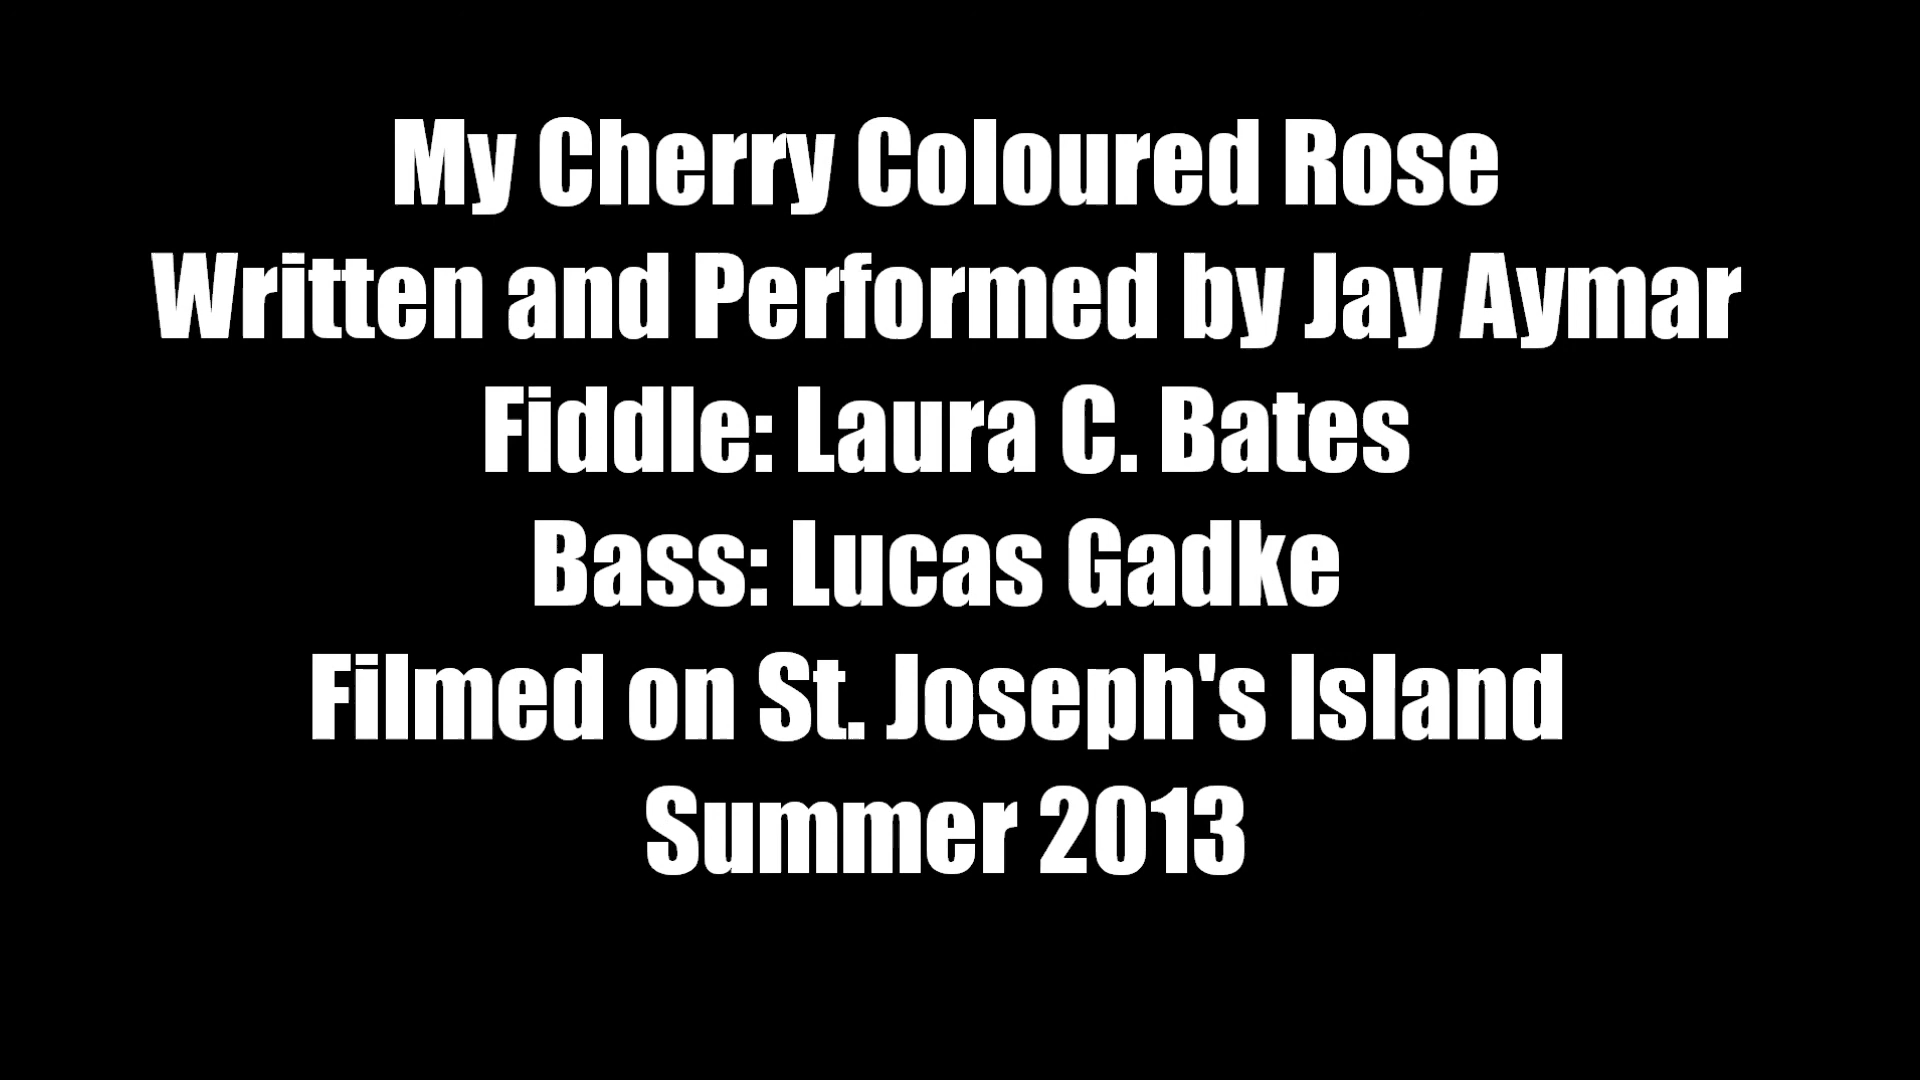 My Cherry Coloured Rose
Written and Performed by Jay Aymar
Fiddle: Laura C. Bates
Bass: Lucas Gadke
Filmed on St. Joseph's Island
Summer 2013